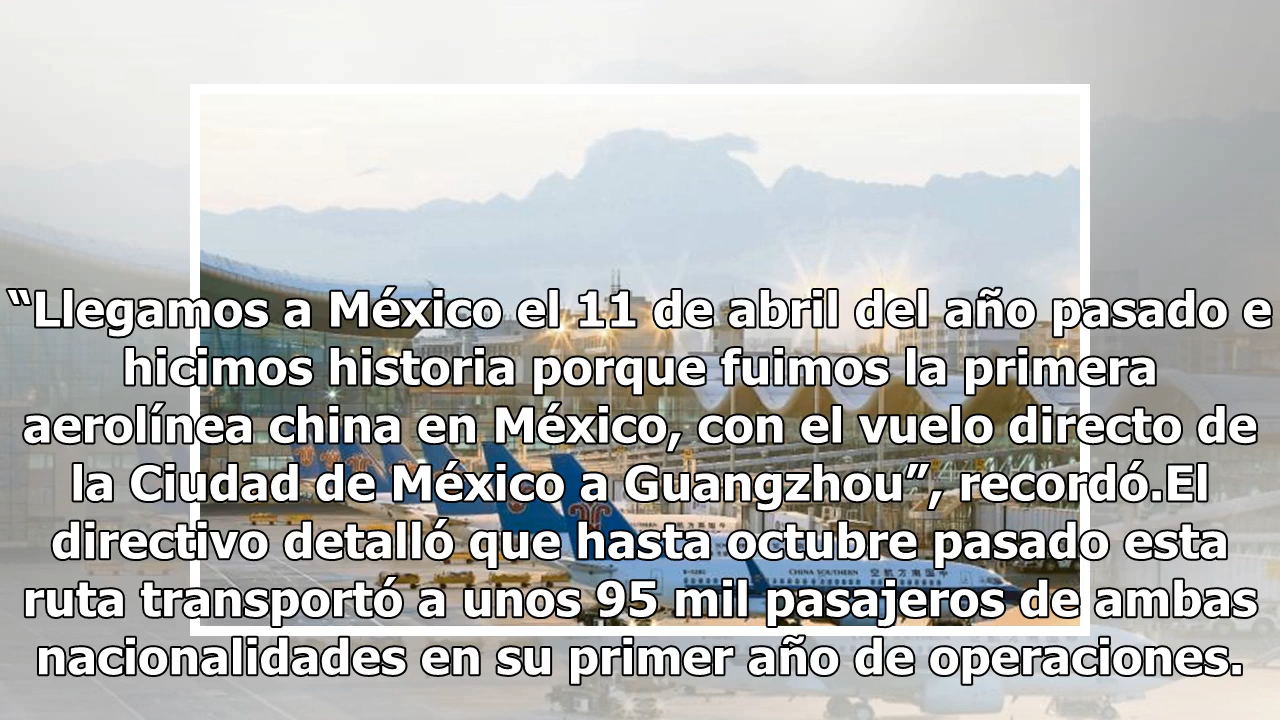 “Llegamos a México el 11 de abril del año pasado e
hicimos historia porque fuimos la primera
aerolínea china en México, con el vuelo directo de
la Ciudad de México a Guangzhou”, recordó.El
directivo detalló que hasta octubre pasado esta
ruta transportó a unos 95 mil pasajeros de ambas
nacionalidades en su primer año de operaciones.
CHINA SOUTHERN